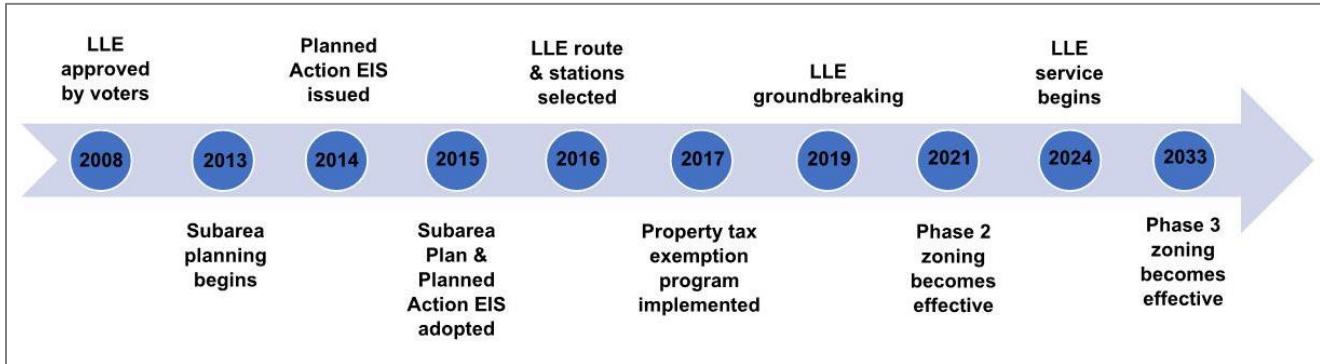 LLE
approved
by voters
Planned
Action EIS
issued
LLE route
& stations
selected
LLE
groundbreaking
LLE
service
begins
2008
2013
2014
2015
2016
2017
2019
2021
2024
2033
Subarea
planning
begins
Subarea
Plan &
Planned
Action EIS
adopted
Property tax
exemption
program
implemented
Phase 2
zoning
becomes
effective
Phase 3
zoning
becomes
effective